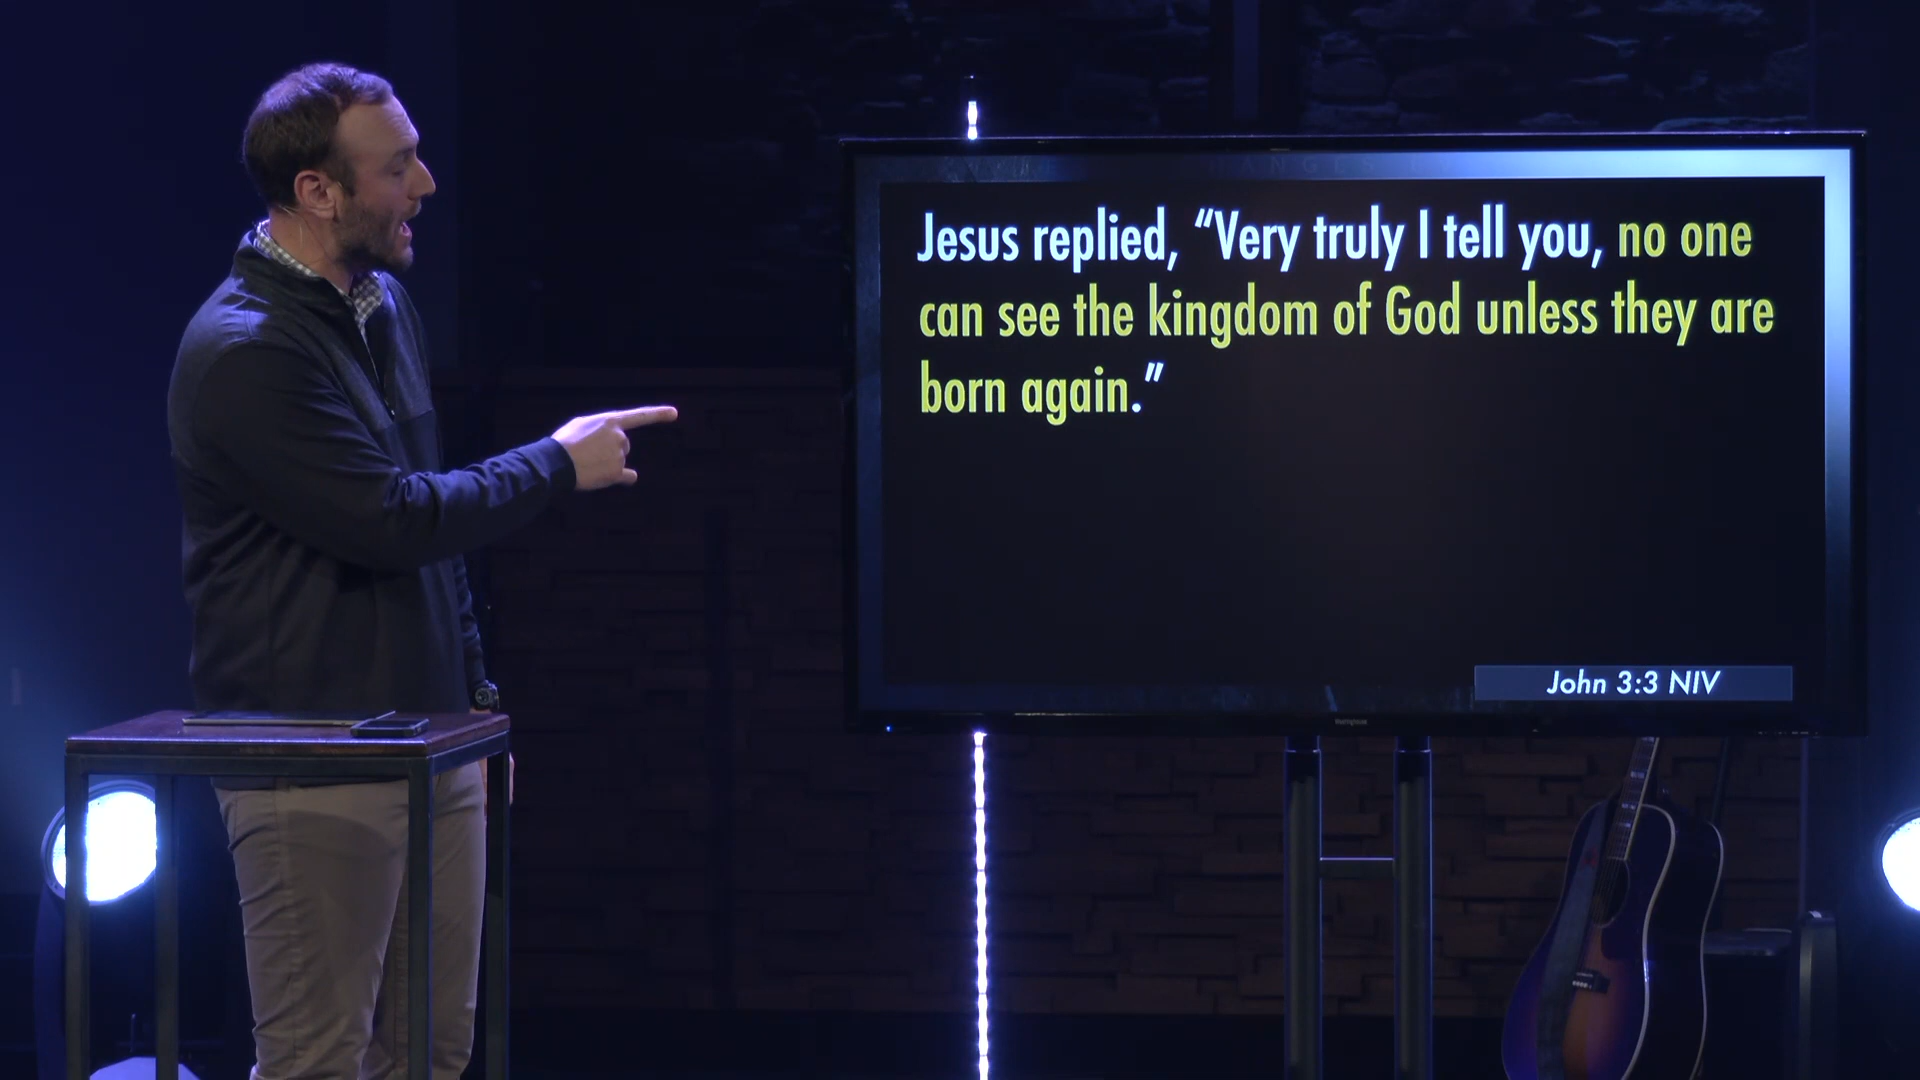 Jesus replied, “Very truly I tell you, no one
can see the kingdom of God unless they are
born again.”
John 3:3 NIV
Westinghouse